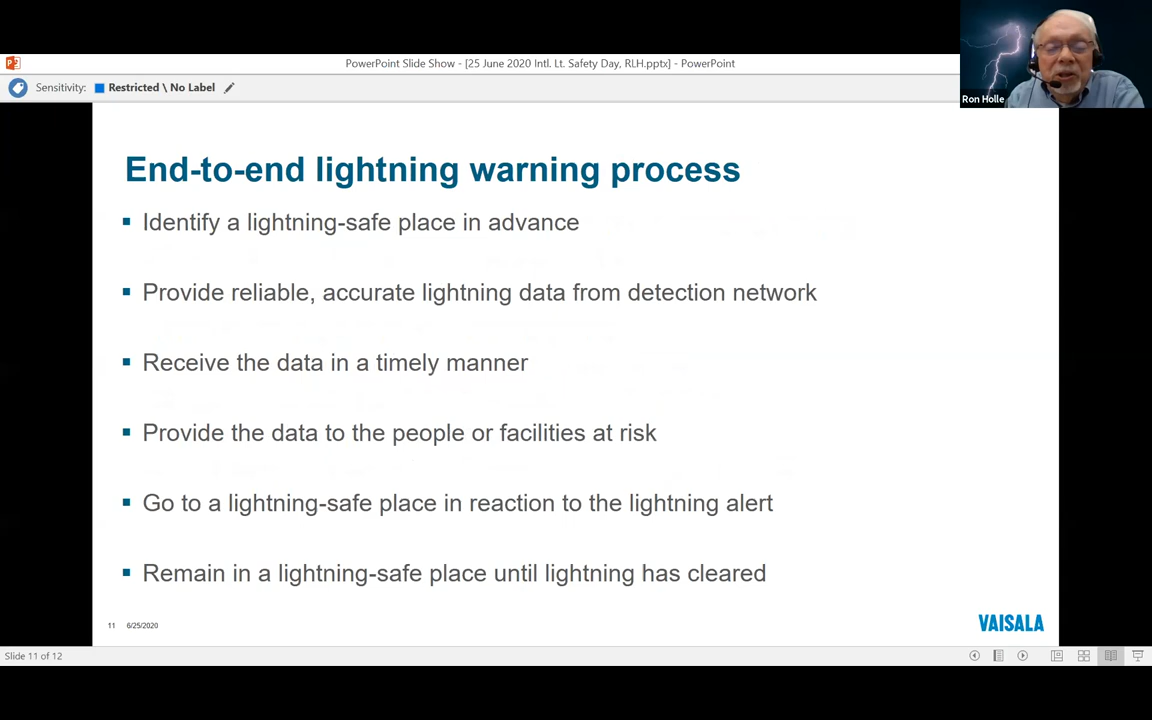 PowerPoint Slide Show - [25 June 2020 Intl. Lt. Safety Day, RLH.pptx] - PowerPoint
Sensitivity: Restricted \ No Label
Ron Holle
End-to-end lightning warning process
▪ Identify a lightning-safe place in advance
▪ Provide reliable, accurate lightning data from detection network
▪ Receive the data in a timely manner
▪ Provide the data to the people or facilities at risk
▪ Go to a lightning-safe place in reaction to the lightning alert
▪ Remain in a lightning-safe place until lightning has cleared
11 6/25/2020
VAISALA
Slide 11 of 12